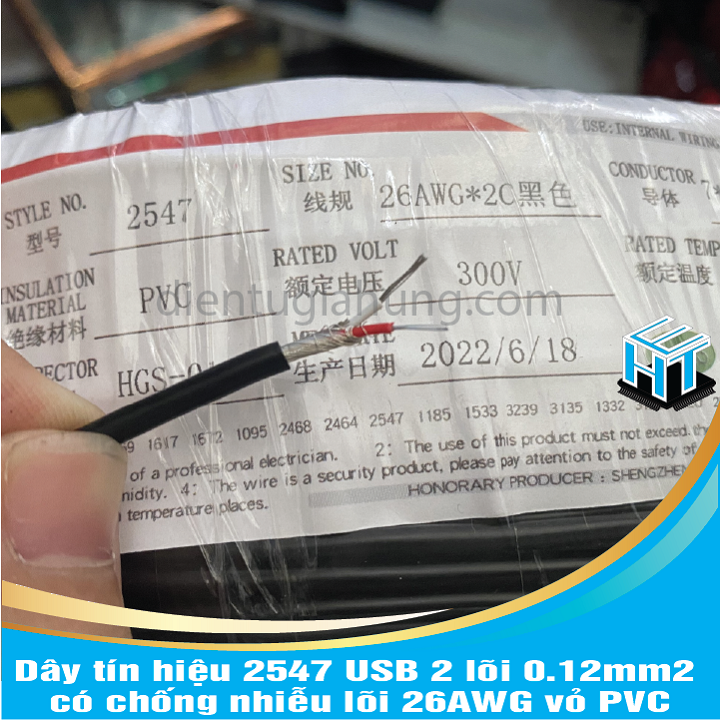 USE: INTERNAL WIRING
SIZE NO.
CONDUCTOR 7
STYLE NO. 2547 线规 26AWG*2C黑色 导体
型号
RATED VOLT RATED TEMP
INSULATION 额定电压 300V 额定温度
MATERIAL PVC
绝缘材料
dientugiahung.com
HGS-0 生产日期 2022/6/18
HT
1617 1672 1095 2468 2464 2547 1185 1533 3239 3135 1332
of a professional electrician. 2: The use of this product must not exceed the
nidity. 4: The wire is a security product, please pay attention to the safety of
HONORARY PRODUCER : SHENGZHEN
temperature places.
Dây tín hiệu 2547 USB 2 lõi 0.12mm2
có chống nhiễu lõi 26AWG vỏ PVC